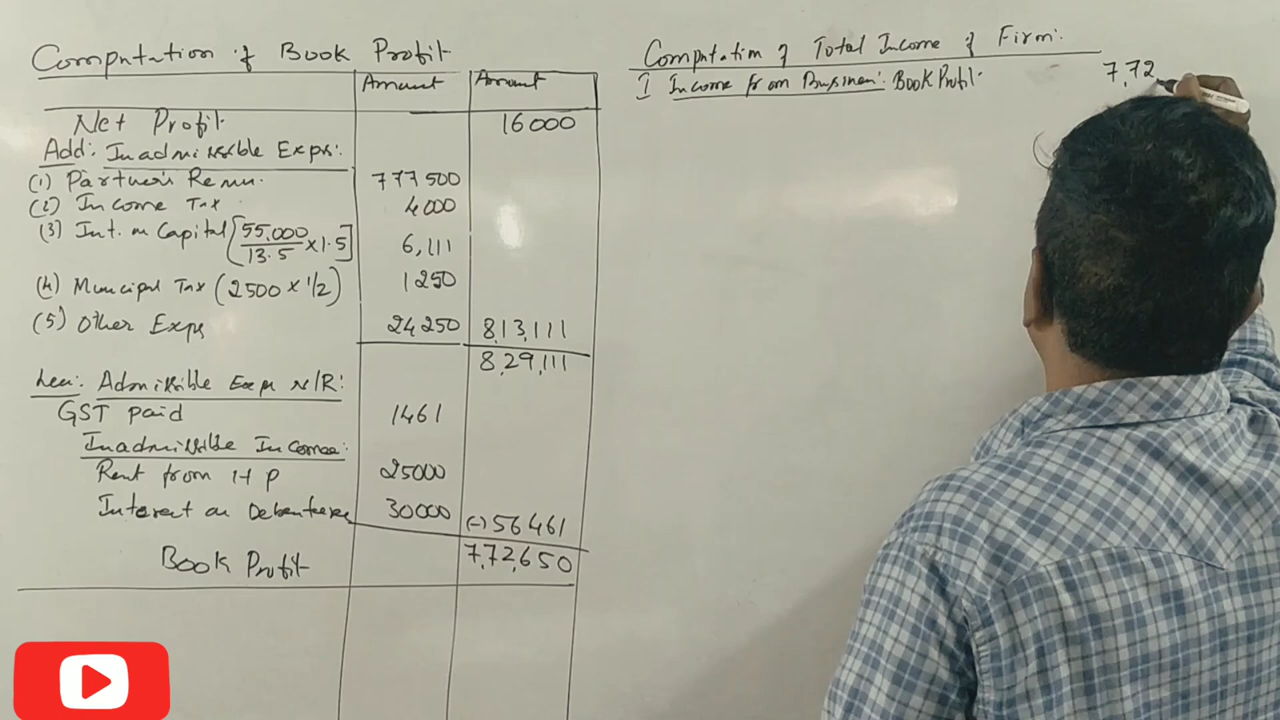 Computation of Book Profit
Amount Amount
Net Profit 16000
Add: Inadmissible Exps:
(1) Partner's Remu. 777500
(2) Income Tax 4000
(3) Int. on Capital [55,000/13.5 × 1.5] 6,111
(4) Municipal Tax (2500 × 1/2) 1250
(5) Other Exps 24250 8,13,111
8,29,111
Less: Admissible Exps N/R:
GST paid 1461
Inadmissible Income:
Rent from H P 25000
Interest on Debentures 30000 (-) 56461
Book Profit 7,72,650
Computation of Total Income of Firm:
I Income from Business: Book Profit 7,72